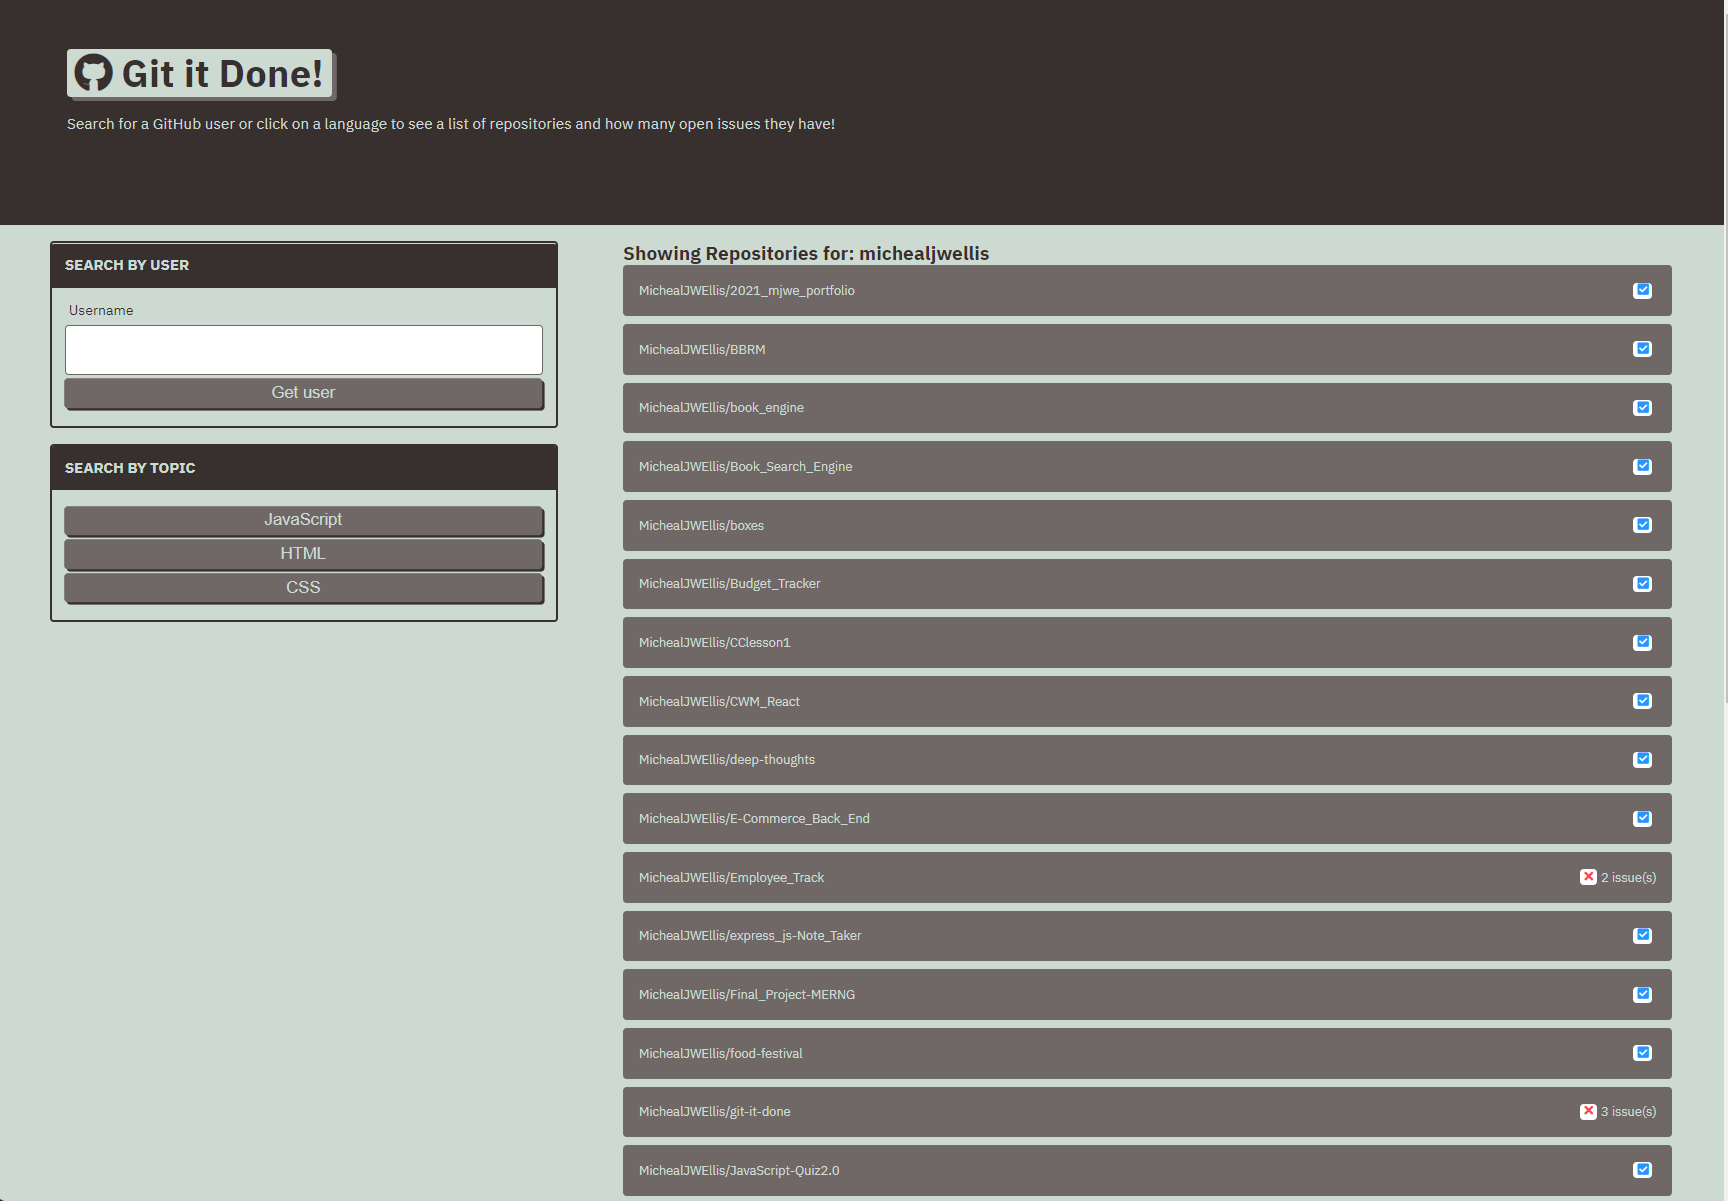 Git it Done!
Search for a GitHub user or click on a language to see a list of repositories and how many open issues they have!
SEARCH BY USER
Username
Get user
SEARCH BY TOPIC
JavaScript
HTML
CSS
Showing Repositories for: michealjwellis
MichealJWEllis/2021_mjwe_portfolio
MichealJWEllis/BBRM
MichealJWEllis/book_engine
MichealJWEllis/Book_Search_Engine
MichealJWEllis/boxes
MichealJWEllis/Budget_Tracker
MichealJWEllis/CClesson1
MichealJWEllis/CWM_React
MichealJWEllis/deep-thoughts
MichealJWEllis/E-Commerce_Back_End
MichealJWEllis/Employee_Track 2 issue(s)
MichealJWEllis/express_js-Note_Taker
MichealJWEllis/Final_Project-MERNG
MichealJWEllis/food-festival
MichealJWEllis/git-it-done 3 issue(s)
MichealJWEllis/JavaScript-Quiz2.0